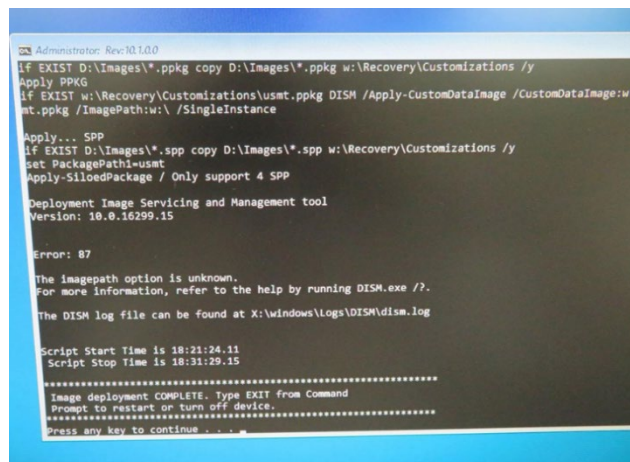 Administrator: Rev:10.1.0.0
if EXIST D:\Images\*.ppkg copy D:\Images\*.ppkg w:\Recovery\Customizations /y
Apply PPKG
if EXIST w:\Recovery\Customizations\usmt.ppkg DISM /Apply-CustomDataImage /CustomDataImage:w
mt.ppkg /ImagePath:w:\ /SingleInstance
Apply... SPP
if EXIST D:\Images\*.spp copy D:\Images\*.spp w:\Recovery\Customizations /y
set PackagePath1=usmt
Apply-SiloedPackage / Only support 4 SPP
Deployment Image Servicing and Management tool
Version: 10.0.16299.15
Error: 87
The imagepath option is unknown.
For more information, refer to the help by running DISM.exe /?.
The DISM log file can be found at X:\windows\Logs\DISM\dism.log
Script Start Time is 18:21:24.11
Script Stop Time is 18:31:29.15
Image deployment COMPLETE. Type EXIT from Command
Prompt to restart or turn off device.
Press any key to continue . . .